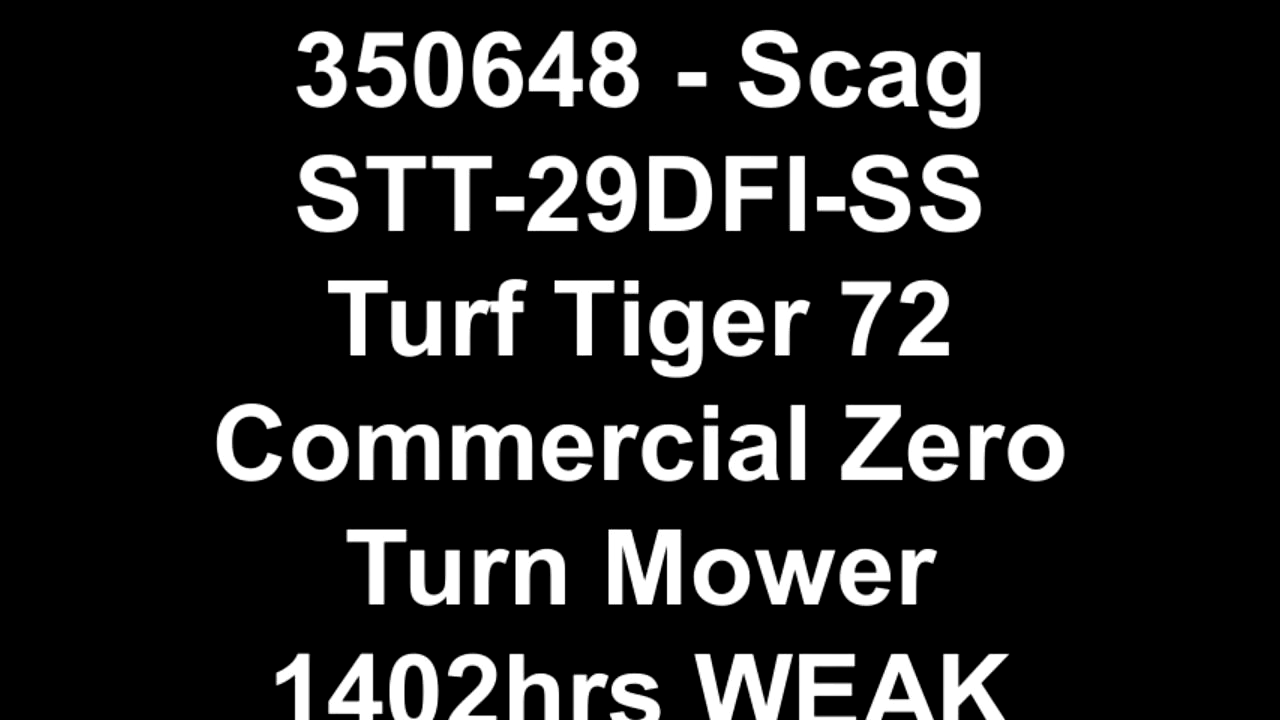 350648 - Scag
STT-29DFI-SS
Turf Tiger 72
Commercial Zero
Turn Mower
1402hrs WEAK